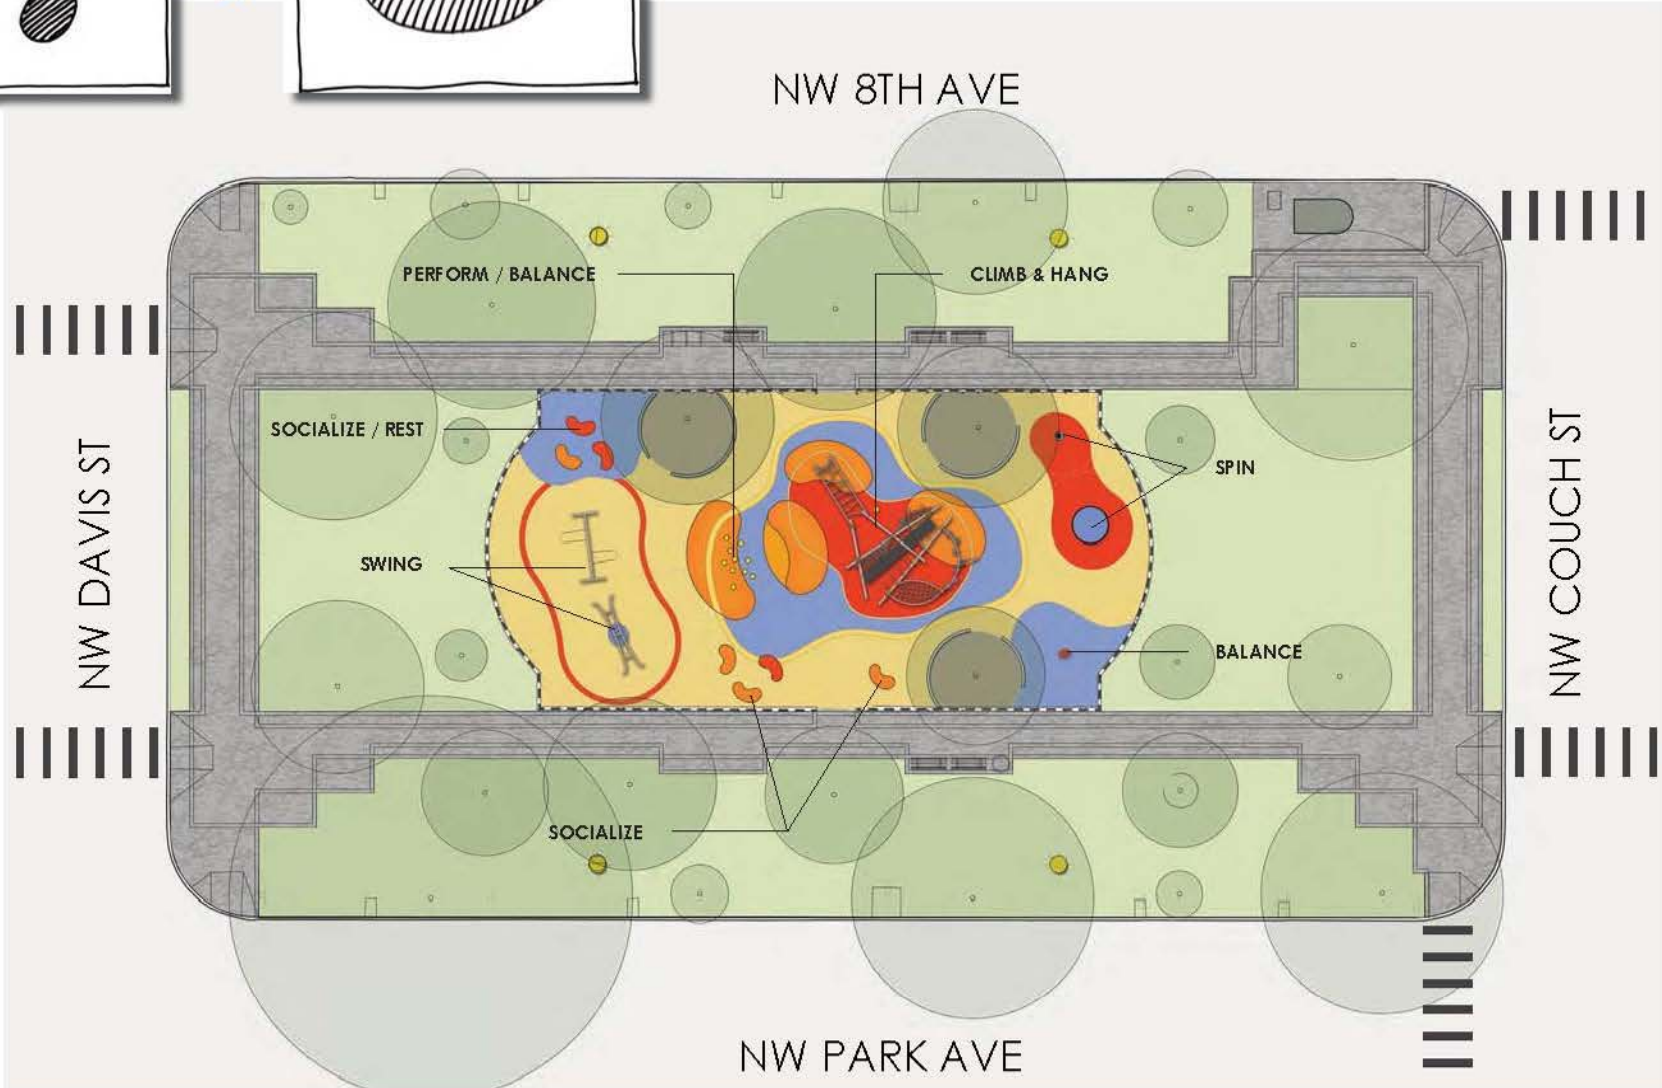 NW 8TH AVE
PERFORM / BALANCE
CLIMB & HANG
SOCIALIZE / REST
SPIN
SWING
BALANCE
SOCIALIZE
NW DAVIS ST
NW COUCH ST
NW PARK AVE